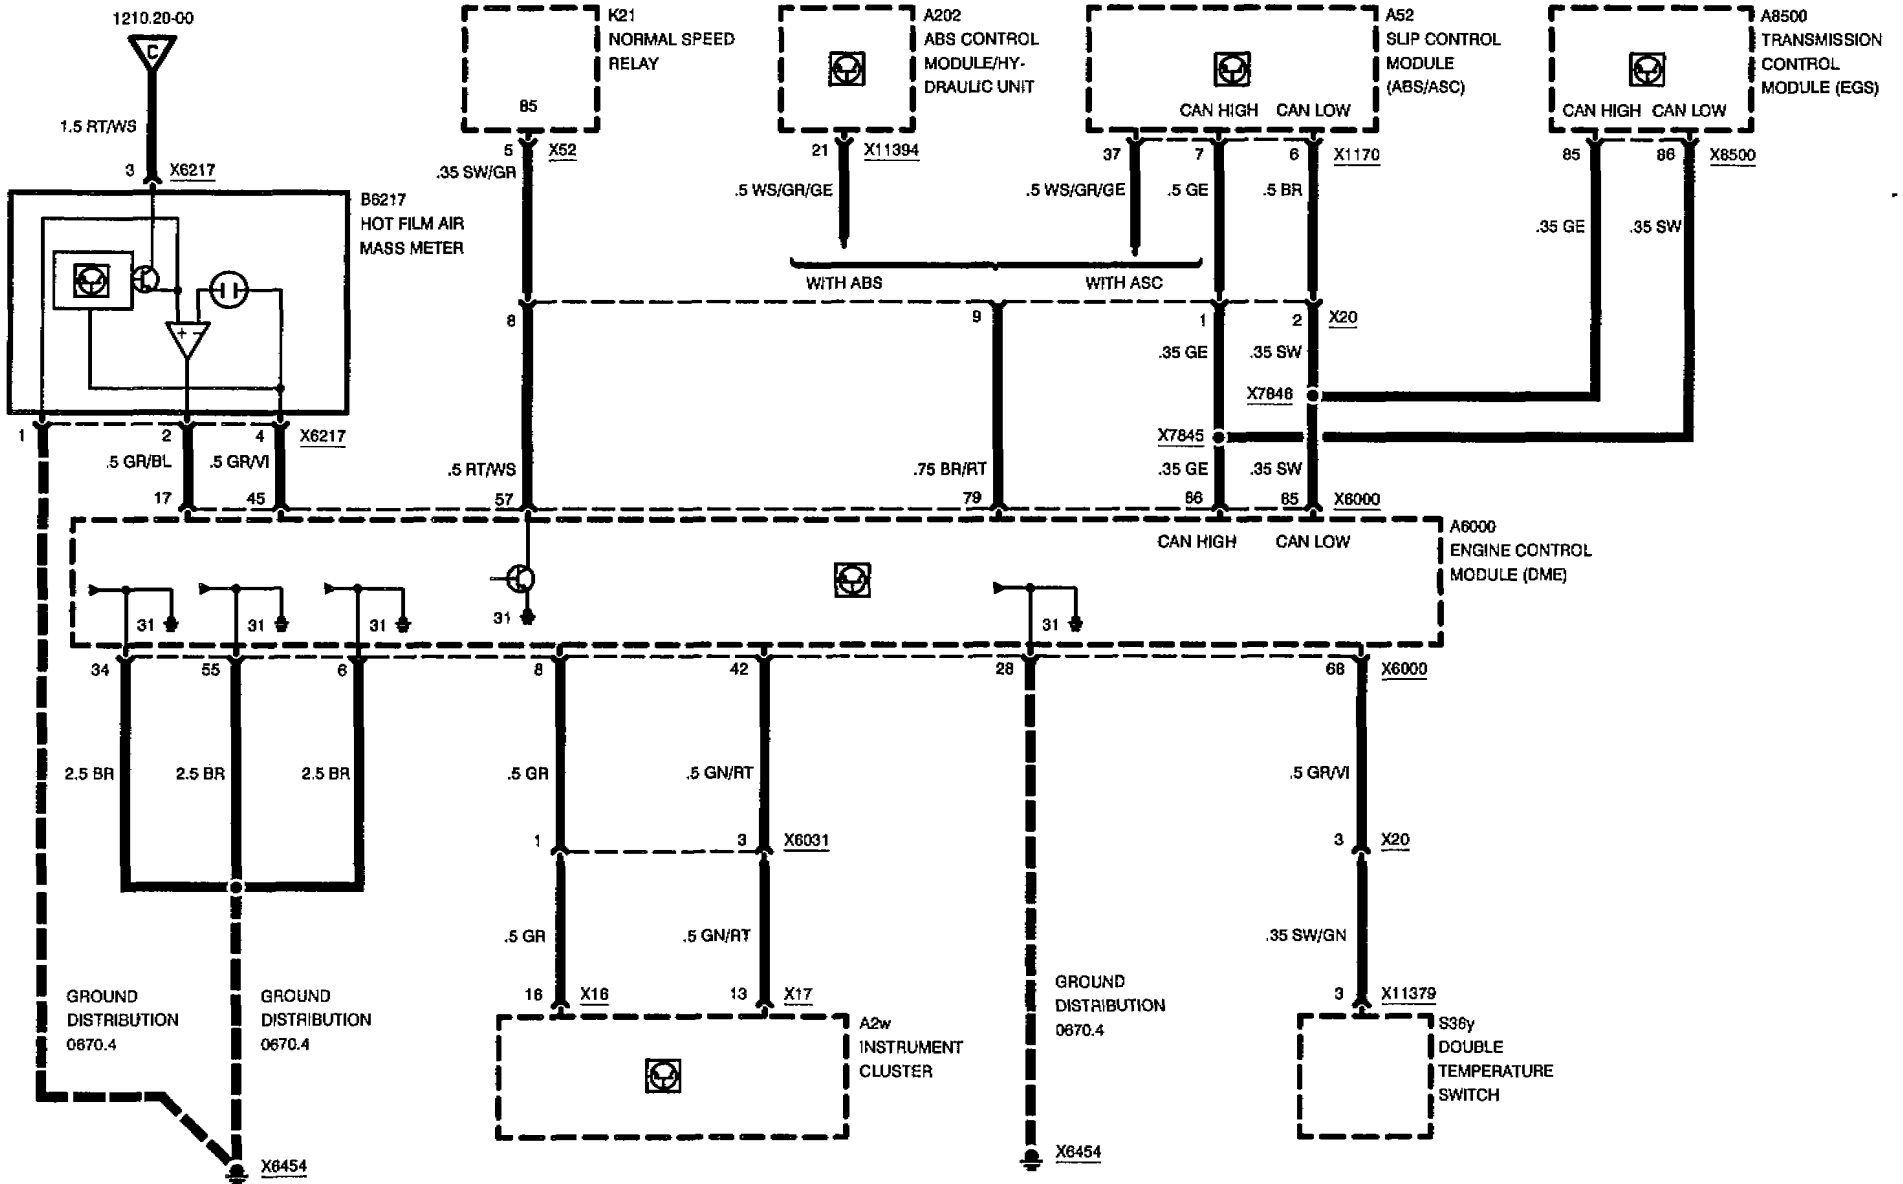 1210.20-00
C
1.5 RT/WS
3 X6217
B6217
HOT FILM AIR
MASS METER
+ -
1 2 4 X6217
.5 GR/BL .5 GR/VI
17 45
K21
NORMAL SPEED
RELAY
85
5 X52
.35 SW/GR
8
.5 RT/WS
57
A202
ABS CONTROL
MODULE/HY-
DRAULIC UNIT
21 X11394
.5 WS/GR/GE
WITH ABS
WITH ASC
9
.75 BR/RT
79
A52
SLIP CONTROL
MODULE
(ABS/ASC)
CAN HIGH CAN LOW
37 7 6 X1170
.5 WS/GR/GE .5 GE .5 BR
1 2 X20
.35 GE .35 SW
X7846
X7845
.35 GE .35 SW
86 85 X6000
A8500
TRANSMISSION
CONTROL
MODULE (EGS)
CAN HIGH CAN LOW
85 86 X8500
.35 GE .35 SW
CAN HIGH CAN LOW
A6000
ENGINE CONTROL
MODULE (DME)
31 31 31 31 31
34 55 6 8 42 28 68 X6000
2.5 BR 2.5 BR 2.5 BR .5 GR .5 GN/RT .5 GR/VI
1 3 X6031
3 X20
.5 GR .5 GN/RT .35 SW/GN
16 X16 13 X17
3 X11379
GROUND
DISTRIBUTION
0670.4
GROUND
DISTRIBUTION
0670.4
GROUND
DISTRIBUTION
0670.4
A2w
INSTRUMENT
CLUSTER
S36y
DOUBLE
TEMPERATURE
SWITCH
X6454
X6454